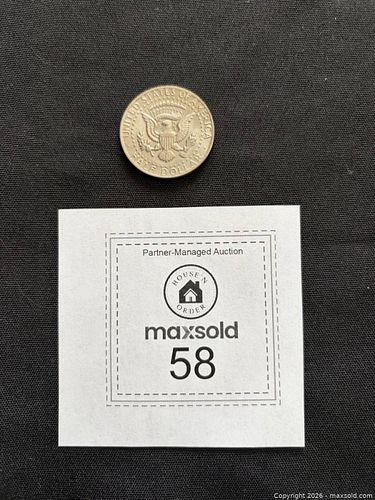 UNITED STATES OF AMERICA
HALF DOLLAR
Partner-Managed Auction
HOUSE'N
ORDER
maxsold
58
Copyright 2026 - maxsold.com